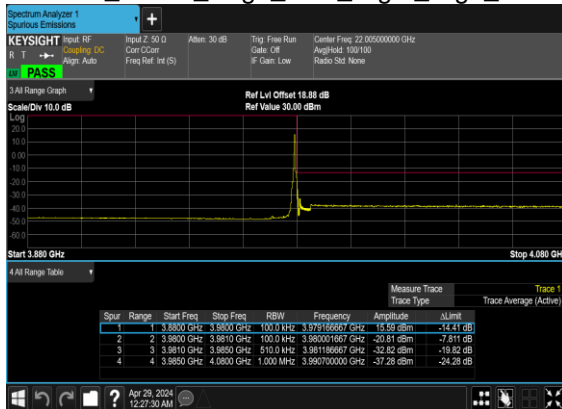 Spectrum Analyzer 1
Spurious Emissions
+
KEYSIGHT Input: RF Input Z: 50 Ω Atten: 30 dB Trig: Free Run Center Freq: 22.005000000 GHz
R T Coupling: DC Corr CCorr Gate: Off Avg|Hold: 100/100
Align: Auto Freq Ref: Int (S) IF Gain: Low Radio Std: None
PASS
3 All Range Graph
Ref Lvl Offset 18.88 dB
Scale/Div 10.0 dB Ref Value 30.00 dBm
Log
20.0
10.0
0.00
-10.0
-20.0
-30.0
-40.0
-50.0
-60.0
Start 3.880 GHz Stop 4.080 GHz
4 All Range Table
Measure Trace Trace 1
Trace Type Trace Average (Active)
Spur Range Start Freq Stop Freq RBW Frequency Amplitude ΔLimit
1 1 3.8800 GHz 3.9800 GHz 100.0 kHz 3.979166667 GHz 15.59 dBm -14.41 dB
2 2 3.9800 GHz 3.9810 GHz 100.0 kHz 3.980001667 GHz -20.81 dBm -7.811 dB
3 3 3.9810 GHz 3.9850 GHz 510.0 kHz 3.981186667 GHz -32.82 dBm -19.82 dB
4 4 3.9850 GHz 4.0800 GHz 1.000 MHz 3.990700000 GHz -37.28 dBm -24.28 dB
? Apr 29, 2024
12:27:30 AM